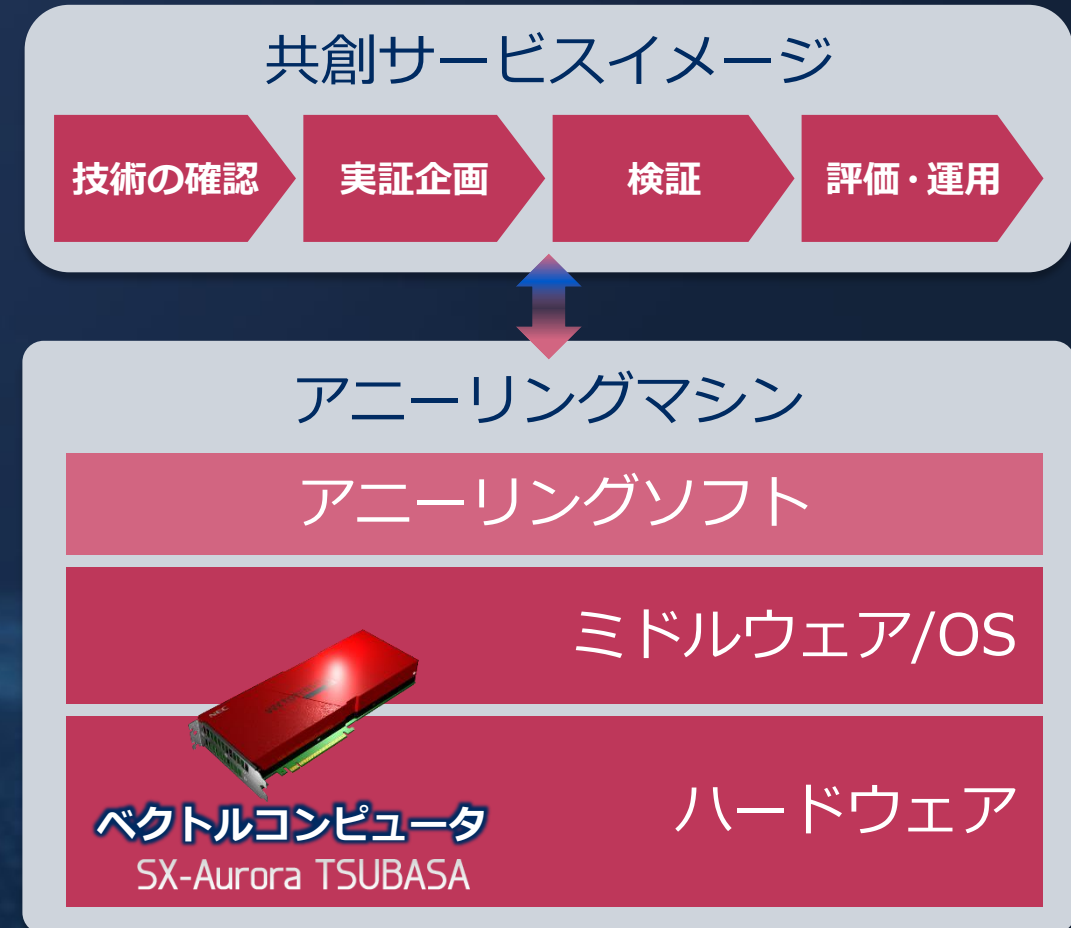 共創サービスイメージ
技術の確認
実証企画
検証
評価・運用
アニーリングマシン
アニーリングソフト
ミドルウェア/OS
NEC
ハードウェア
ベクトルコンピュータ
SX-Aurora TSUBASA